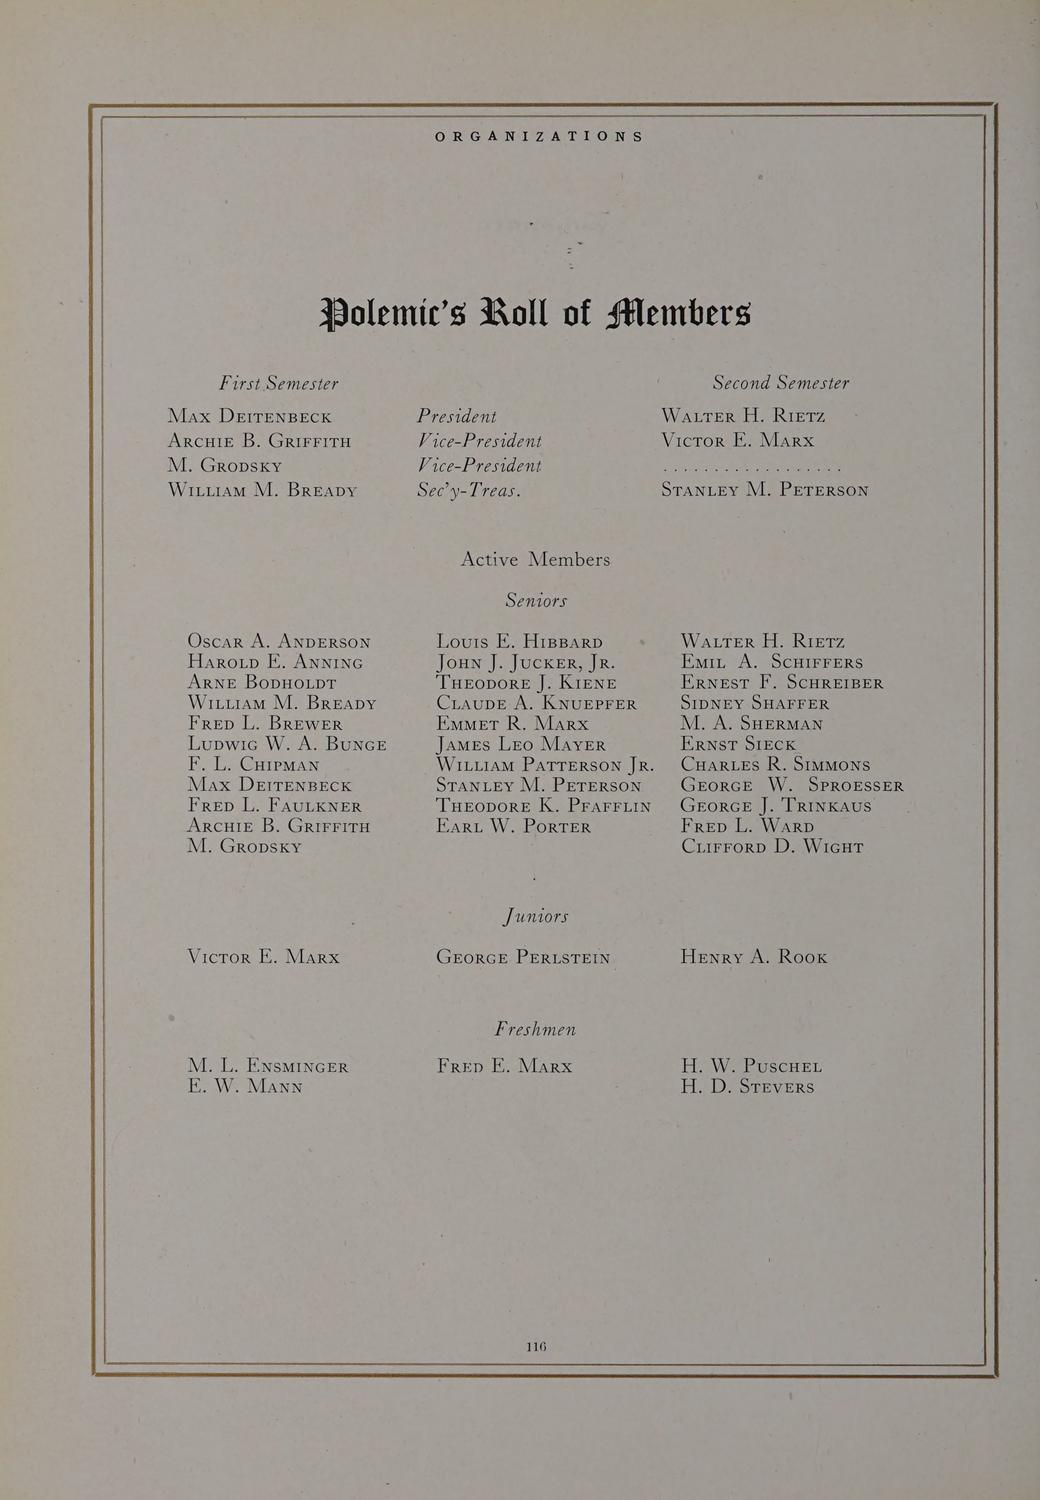 ORGANIZATIONS
Polemic's Roll of Members
First Semester Second Semester
Max Deitenbeck President Walter H. Rietz
Archie B. Griffith Vice-President Victor E. Marx
M. Grodsky Vice-President ..................
William M. Bready Sec'y-Treas. Stanley M. Peterson
Active Members
Seniors
Oscar A. Anderson Louis E. Hibbard Walter H. Rietz
Harold E. Anning John J. Jucker, Jr. Emil A. Schiffers
Arne Bodholdt Theodore J. Kiene Ernest F. Schreiber
William M. Bready Claude A. Knuepfer Sidney Shaffer
Fred L. Brewer Emmet R. Marx M. A. Sherman
Ludwig W. A. Bunge James Leo Mayer Ernst Sieck
F. L. Chipman William Patterson Jr. Charles R. Simmons
Max Deitenbeck Stanley M. Peterson George W. Sproesser
Fred L. Faulkner Theodore K. Pfafflin George J. Trinkaus
Archie B. Griffith Earl W. Porter Fred L. Ward
M. Grodsky Clifford D. Wight
Juniors
Victor E. Marx George Perlstein Henry A. Rook
Freshmen
M. L. Ensminger Fred E. Marx H. W. Puschel
E. W. Mann H. D. Stevers
116